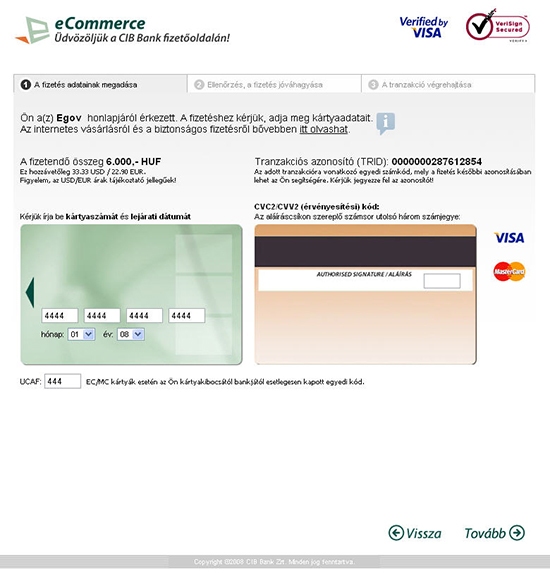 eCommerce
Üdvözöljük a CIB Bank fizetőoldalán!
Verified by
VISA
VeriSign
Secured
VERIFY
1 A fizetés adatainak megadása
2 Ellenőrzés, a fizetés jóváhagyása
3 A tranzakció végrehajtása
Ön a(z) Egov honlapjáról érkezett. A fizetéshez kérjük, adja meg kártyaadatait.
Az internetes vásárlásról és a biztonságos fizetésről bővebben itt olvashat.
i
A fizetendő összeg 6.000,- HUF
Ez hozzávetőleg 33.33 USD / 22.90 EUR.
Figyelem, az USD/EUR árak tájékoztató jellegűek!
Tranzakciós azonosító (TRID): 0000000287612854
Az adott tranzakcióra vonatkozó egyedi számkód, mely a fizetés későbbi azonosításában
lehet az Ön segítségére. Kérjük jegyezze fel az azonosítót!
Kérjük írja be kártyaszámát és lejárati dátumát
CVC2/CVV2 (érvényesítési) kód:
Az aláíráscsíkon szereplő számsor utolsó három számjegye:
4444 4444 4444 4444
hónap: 01 év: 08
AUTHORISED SIGNATURE / ALÁÍRÁS
VISA
MasterCard
UCAF: 444 EC/MC kártyák esetén az Ön kártyakibocsátó bankjától esetlegesen kapott egyedi kód.
Vissza
Tovább
Copyright ©2008 CIB Bank Zrt. Minden jog fenntartva.